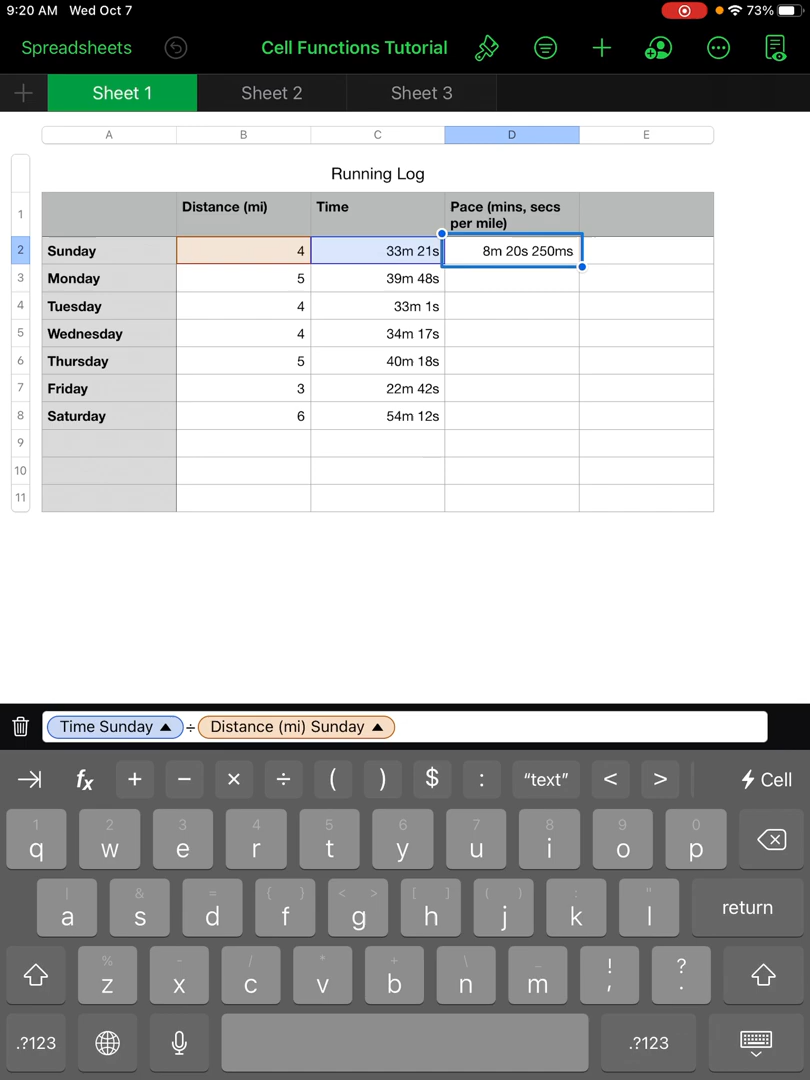 9:20 AM Wed Oct 7 73%
Spreadsheets Cell Functions Tutorial
Sheet 1 Sheet 2 Sheet 3
A B C D E
Running Log
1 Distance (mi) Time Pace (mins, secs per mile)
2 Sunday 4 33m 21s 8m 20s 250ms
3 Monday 5 39m 48s
4 Tuesday 4 33m 1s
5 Wednesday 4 34m 17s
6 Thursday 5 40m 18s
7 Friday 3 22m 42s
8 Saturday 6 54m 12s
9
10
11
Time Sunday ▲ ÷ Distance (mi) Sunday ▲
fx + − × ÷ ( ) $ : “text” < > Cell
1 2 3 4 5 6 7 8 9 0
q w e r t y u i o p
| & = { } < > [ ] ( ) : "
a s d f g h j k l return
% - / * + \ _
z x c v b n m ! , ? .
.?123 .?123